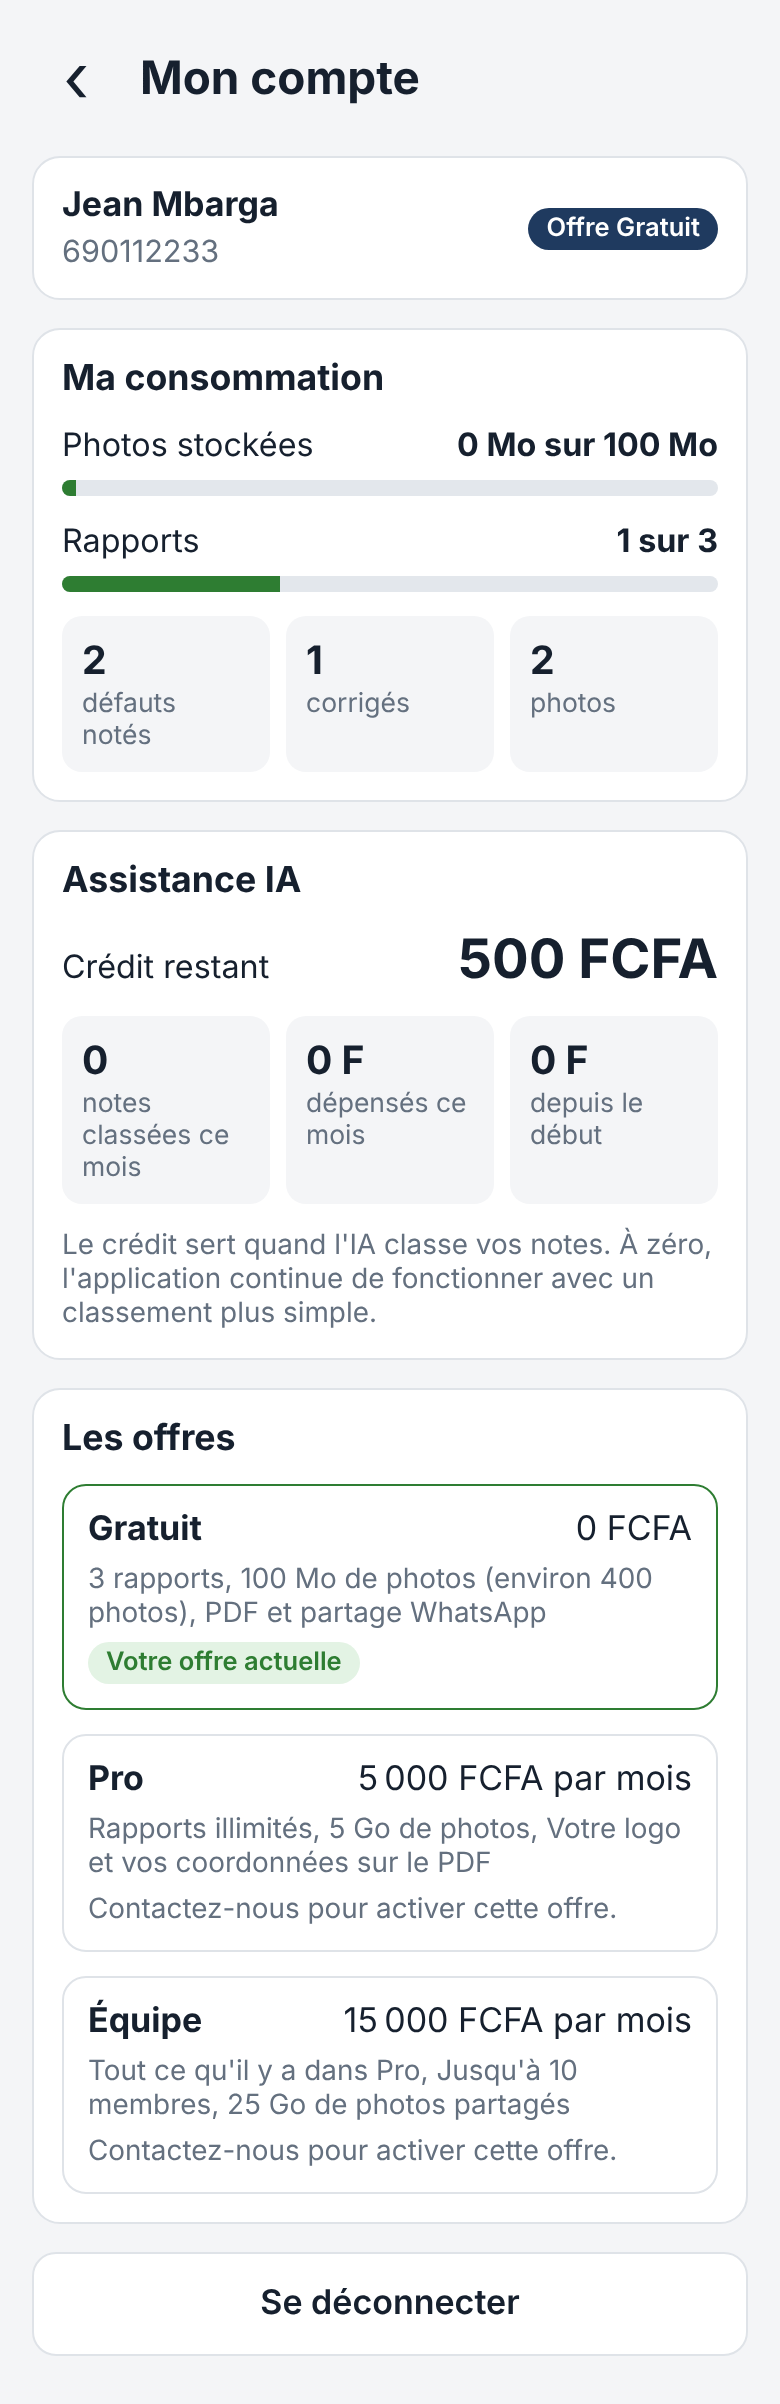 Mon compte
Jean Mbarga
690112233
Offre Gratuit
Ma consommation
Photos stockées 0 Mo sur 100 Mo
Rapports 1 sur 3
2
défauts
notés
1
corrigés
2
photos
Assistance IA
Crédit restant 500 FCFA
0
notes
classées ce
mois
0 F
dépensés ce
mois
0 F
depuis le
début
Le crédit sert quand l'IA classe vos notes. À zéro,
l'application continue de fonctionner avec un
classement plus simple.
Les offres
Gratuit 0 FCFA
3 rapports, 100 Mo de photos (environ 400
photos), PDF et partage WhatsApp
Votre offre actuelle
Pro 5 000 FCFA par mois
Rapports illimités, 5 Go de photos, Votre logo
et vos coordonnées sur le PDF
Contactez-nous pour activer cette offre.
Équipe 15 000 FCFA par mois
Tout ce qu'il y a dans Pro, Jusqu'à 10
membres, 25 Go de photos partagés
Contactez-nous pour activer cette offre.
Se déconnecter